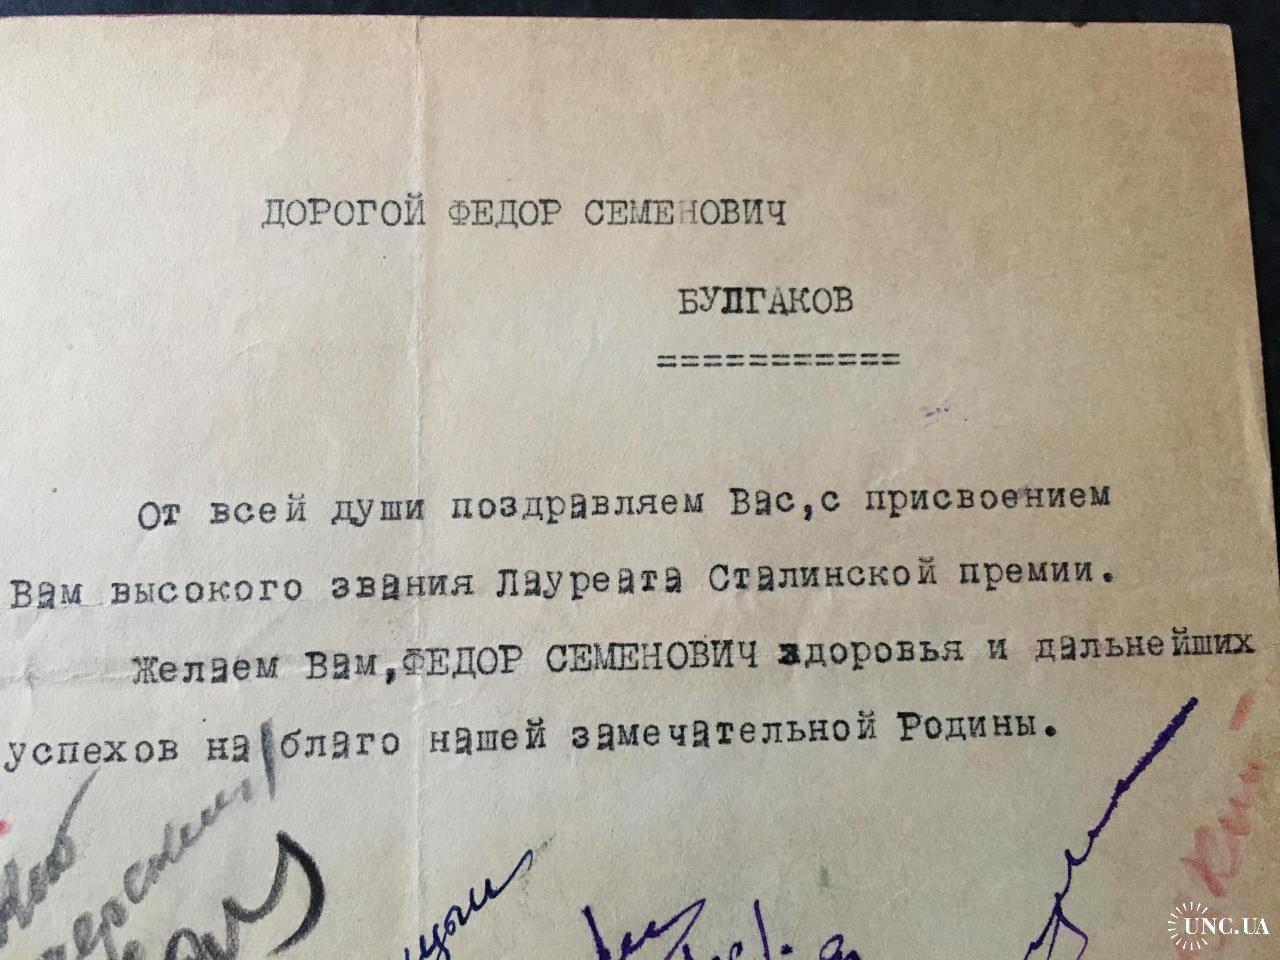 ДОРОГОЙ ФЕДОР СЕМЕНОВИЧ
БУЛГАКОВ
===========
От всей души поздравляем Вас,с присвоением
Вам высокого звания Лауреата Сталинской премии.
Желаем Вам,ФЕДОР СЕМЕНОВИЧ здоровья и дальнейших
успехов на благо нашей замечательной Родины.
UNC.UA